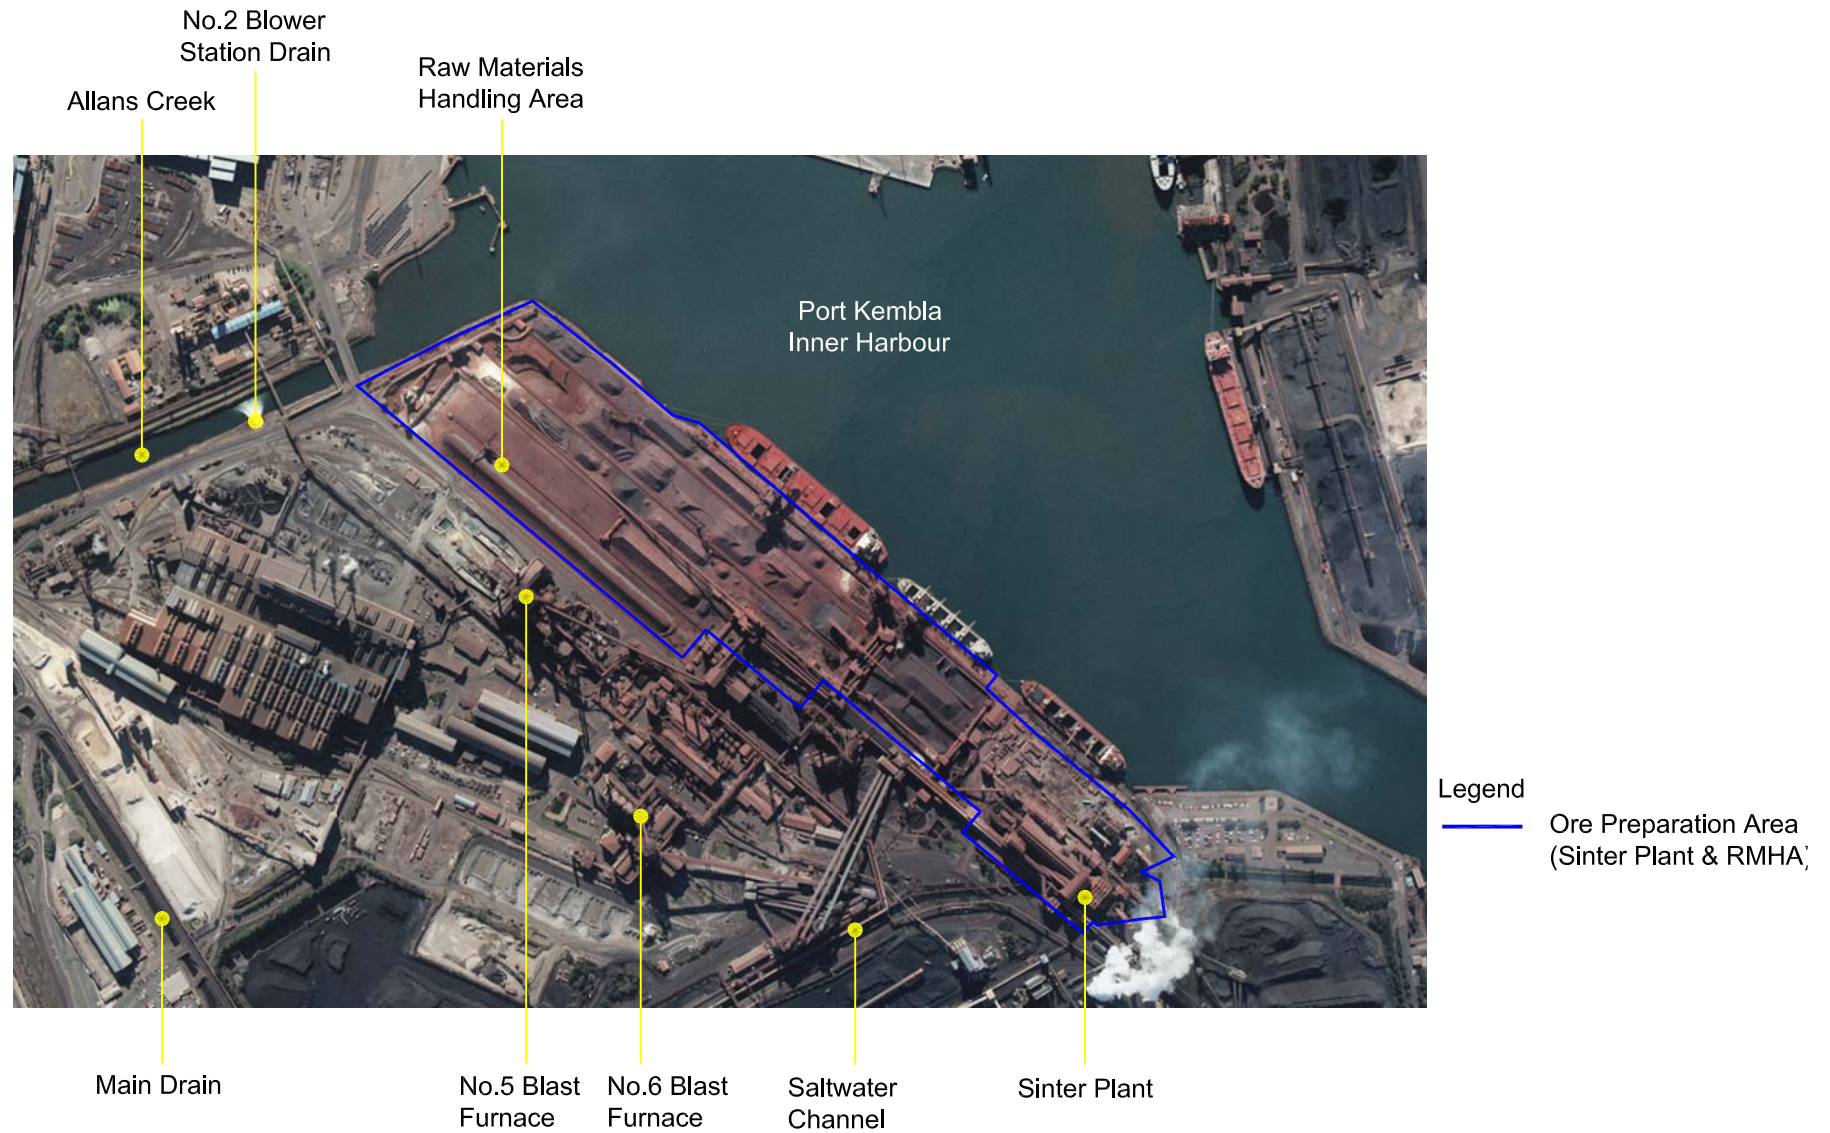 No.2 Blower
Station Drain
Allans Creek
Raw Materials
Handling Area
Port Kembla
Inner Harbour
Legend
Ore Preparation Area
(Sinter Plant & RMHA)
Main Drain
No.5 Blast
Furnace
No.6 Blast
Furnace
Saltwater
Channel
Sinter Plant